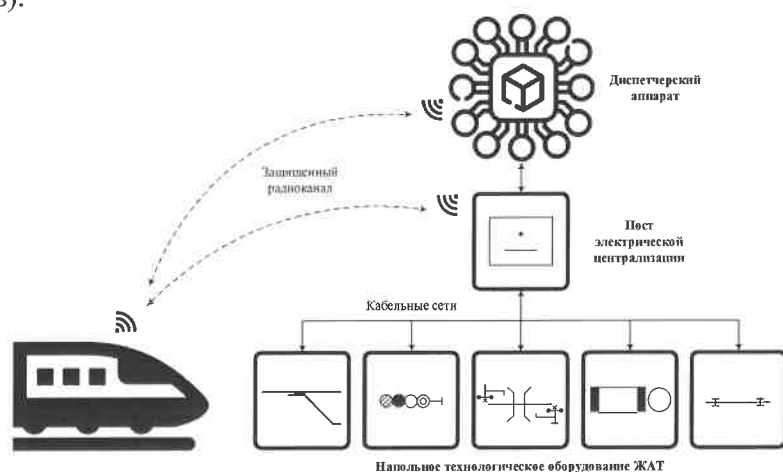 в).
Диспетчерский
аппарат
Защищенный
радиоканал
Пост
электрической
централизации
Кабельные сети
Напольное технологическое оборудование ЖАТ